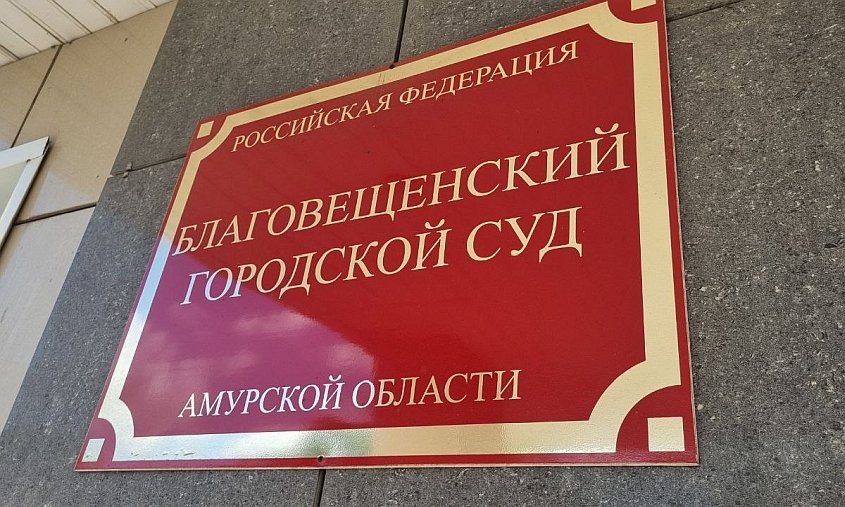 РОССИЙСКАЯ ФЕДЕРАЦИЯ
БЛАГОВЕЩЕНСКИЙ
ГОРОДСКОЙ СУД
АМУРСКОЙ ОБЛАСТИ